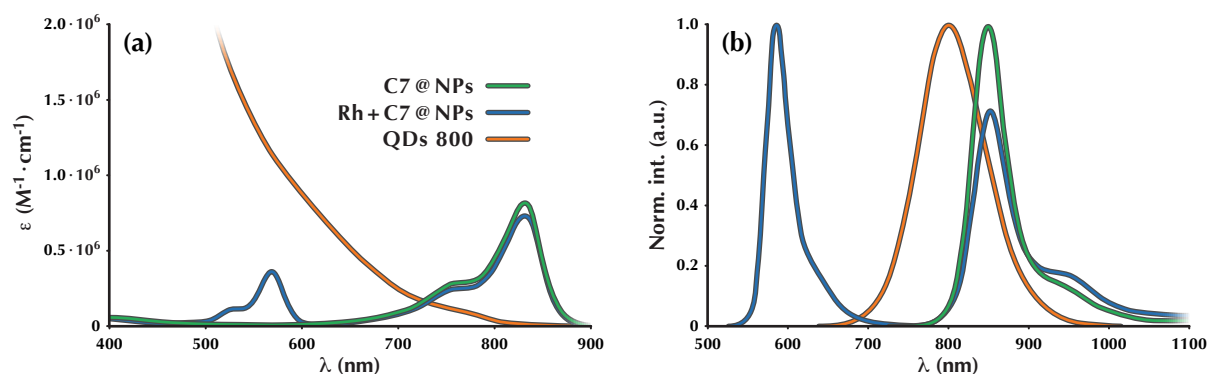 (a)
ε (M⁻¹ · cm⁻¹)
2.0 · 10⁶
1.5 · 10⁶
1.0 · 10⁶
0.5 · 10⁶
0
C7 @ NPs
Rh + C7 @ NPs
QDs 800
400 500 600 700 800 900
λ (nm)
(b)
Norm. int. (a.u.)
1.0
0.8
0.6
0.4
0.2
0
500 600 700 800 900 1000 1100
λ (nm)